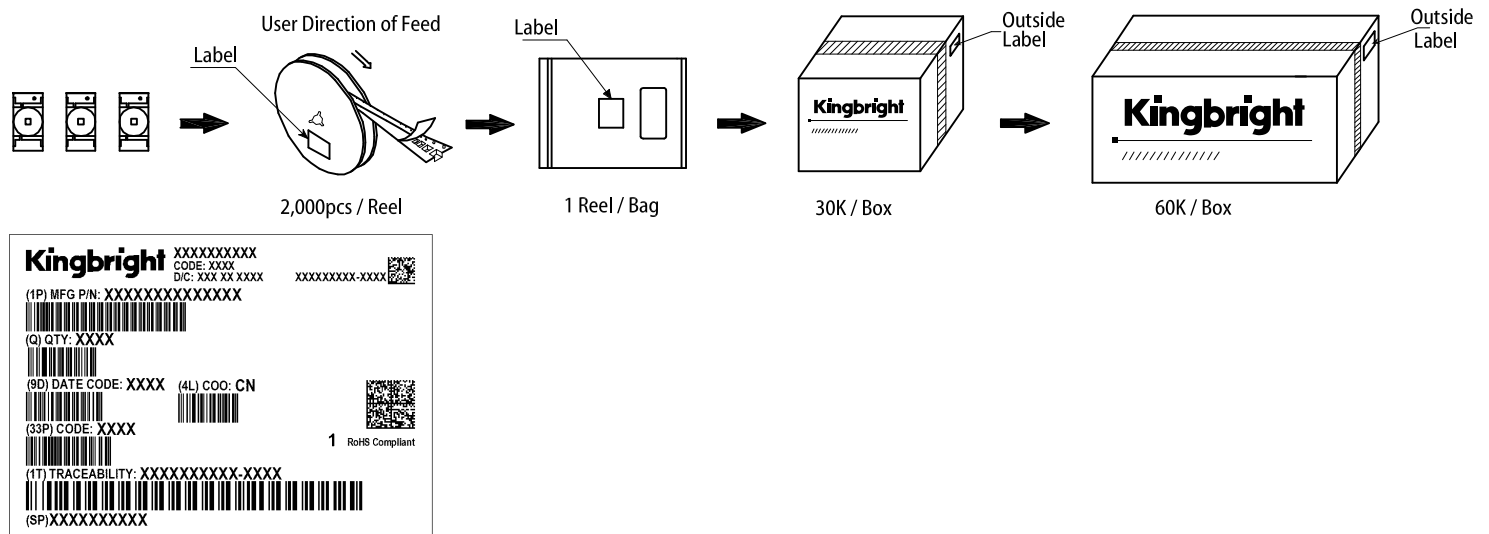 User Direction of Feed
Label
Label
Outside
Label
Outside
Label
Kingbright
Kingbright
2,000pcs / Reel
1 Reel / Bag
30K / Box
60K / Box
Kingbright
XXXXXXXXXX
CODE: XXXX
D/C: XXX XX XXXX
XXXXXXXXX-XXXX
(1P) MFG P/N: XXXXXXXXXXXXXX
(Q) QTY: XXXX
(9D) DATE CODE: XXXX (4L) COO: CN
(33P) CODE: XXXX
1 RoHS Compliant
(1T) TRACEABILITY: XXXXXXXXXX-XXXX
(SP)XXXXXXXXXX